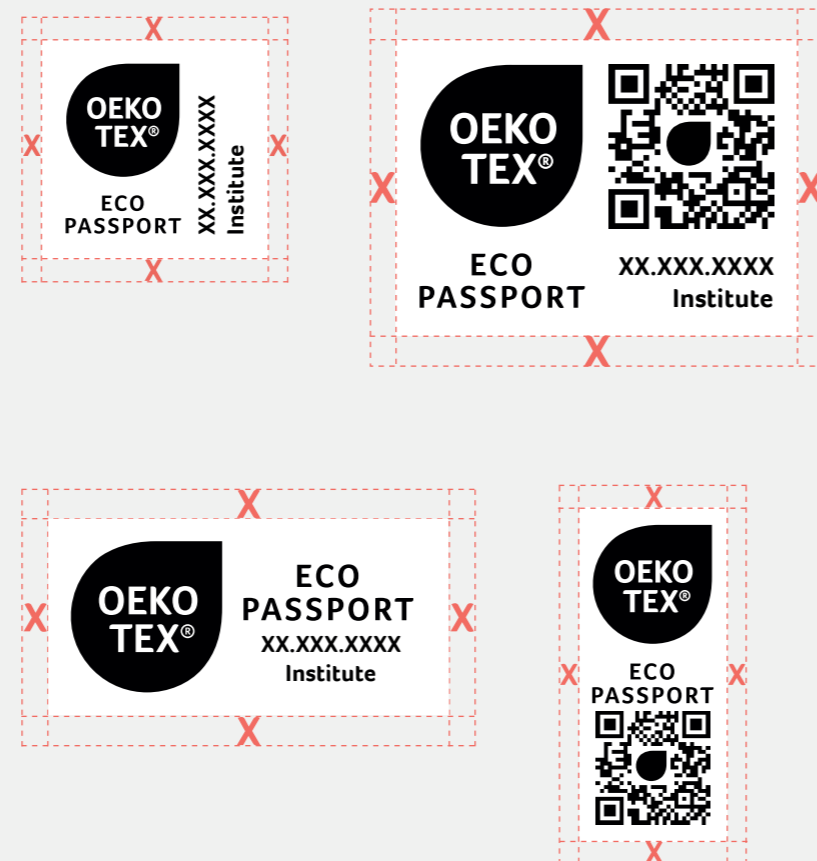 X
X
X
OEKO
TEX®
ECO
PASSPORT
XX.XXX.XXXX
Institute
X
X
X
X
OEKO
TEX®
ECO
PASSPORT
XX.XXX.XXXX
Institute
X
X
X
X
OEKO
TEX®
ECO
PASSPORT
XX.XXX.XXXX
Institute
X
X
X
X
X
OEKO
TEX®
ECO
PASSPORT
X